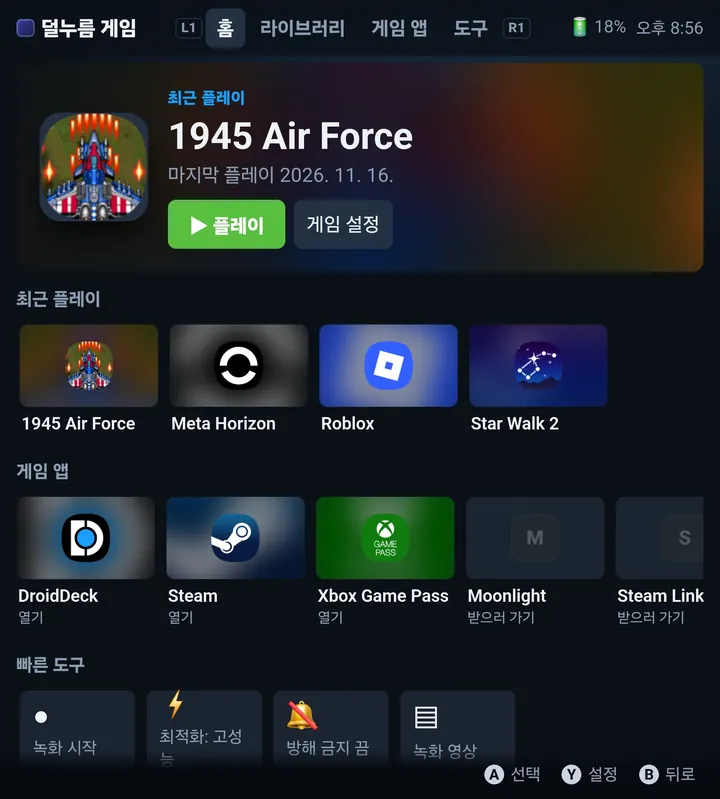 덜누름 게임
L1 홈 라이브러리 게임 앱 도구 R1
18% 오후 8:56
최근 플레이
1945 Air Force
마지막 플레이 2026. 11. 16.
▶ 플레이 게임 설정
최근 플레이
1945 Air Force Meta Horizon Roblox Star Walk 2
게임 앱
GAME
PASS
M S
DroidDeck Steam Xbox Game Pass Moonlight Steam Link
열기 열기 열기 받으러 가기 받으러 가기
빠른 도구
녹화 시작
최적화: 고성
능
방해 금지 끔
녹화 영상
A 선택 Y 설정 B 뒤로